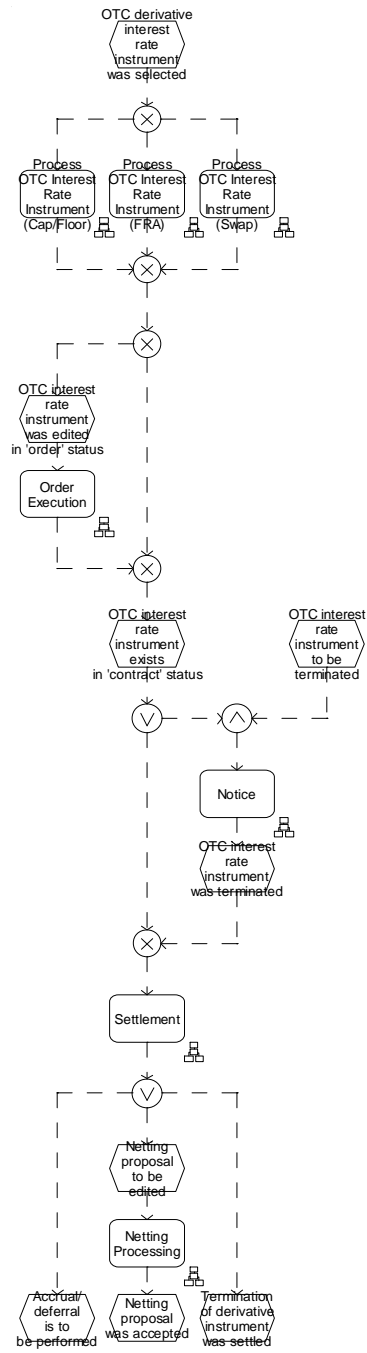 OTC derivative
interest
rate
instrument
was selected
Process
OTC Interest
Rate
Instrument
(Cap/Floor)
Process
OTC Interest
Rate
Instrument
(FRA)
Process
OTC Interest
Rate
Instrument
(Swap)
OTC interest
rate
instrument
was edited
in 'order' status
Order
Execution
OTC interest
rate
instrument
exists
in 'contract' status
OTC interest
rate
instrument
to be
terminated
Notice
OTC interest
rate
instrument
was terminated
Settlement
Netting
proposal
to be
edited
Netting
Processing
Accrual/
deferral
is to
be performed
Netting
proposal
was accepted
Termination
of derivative
instrument
was settled